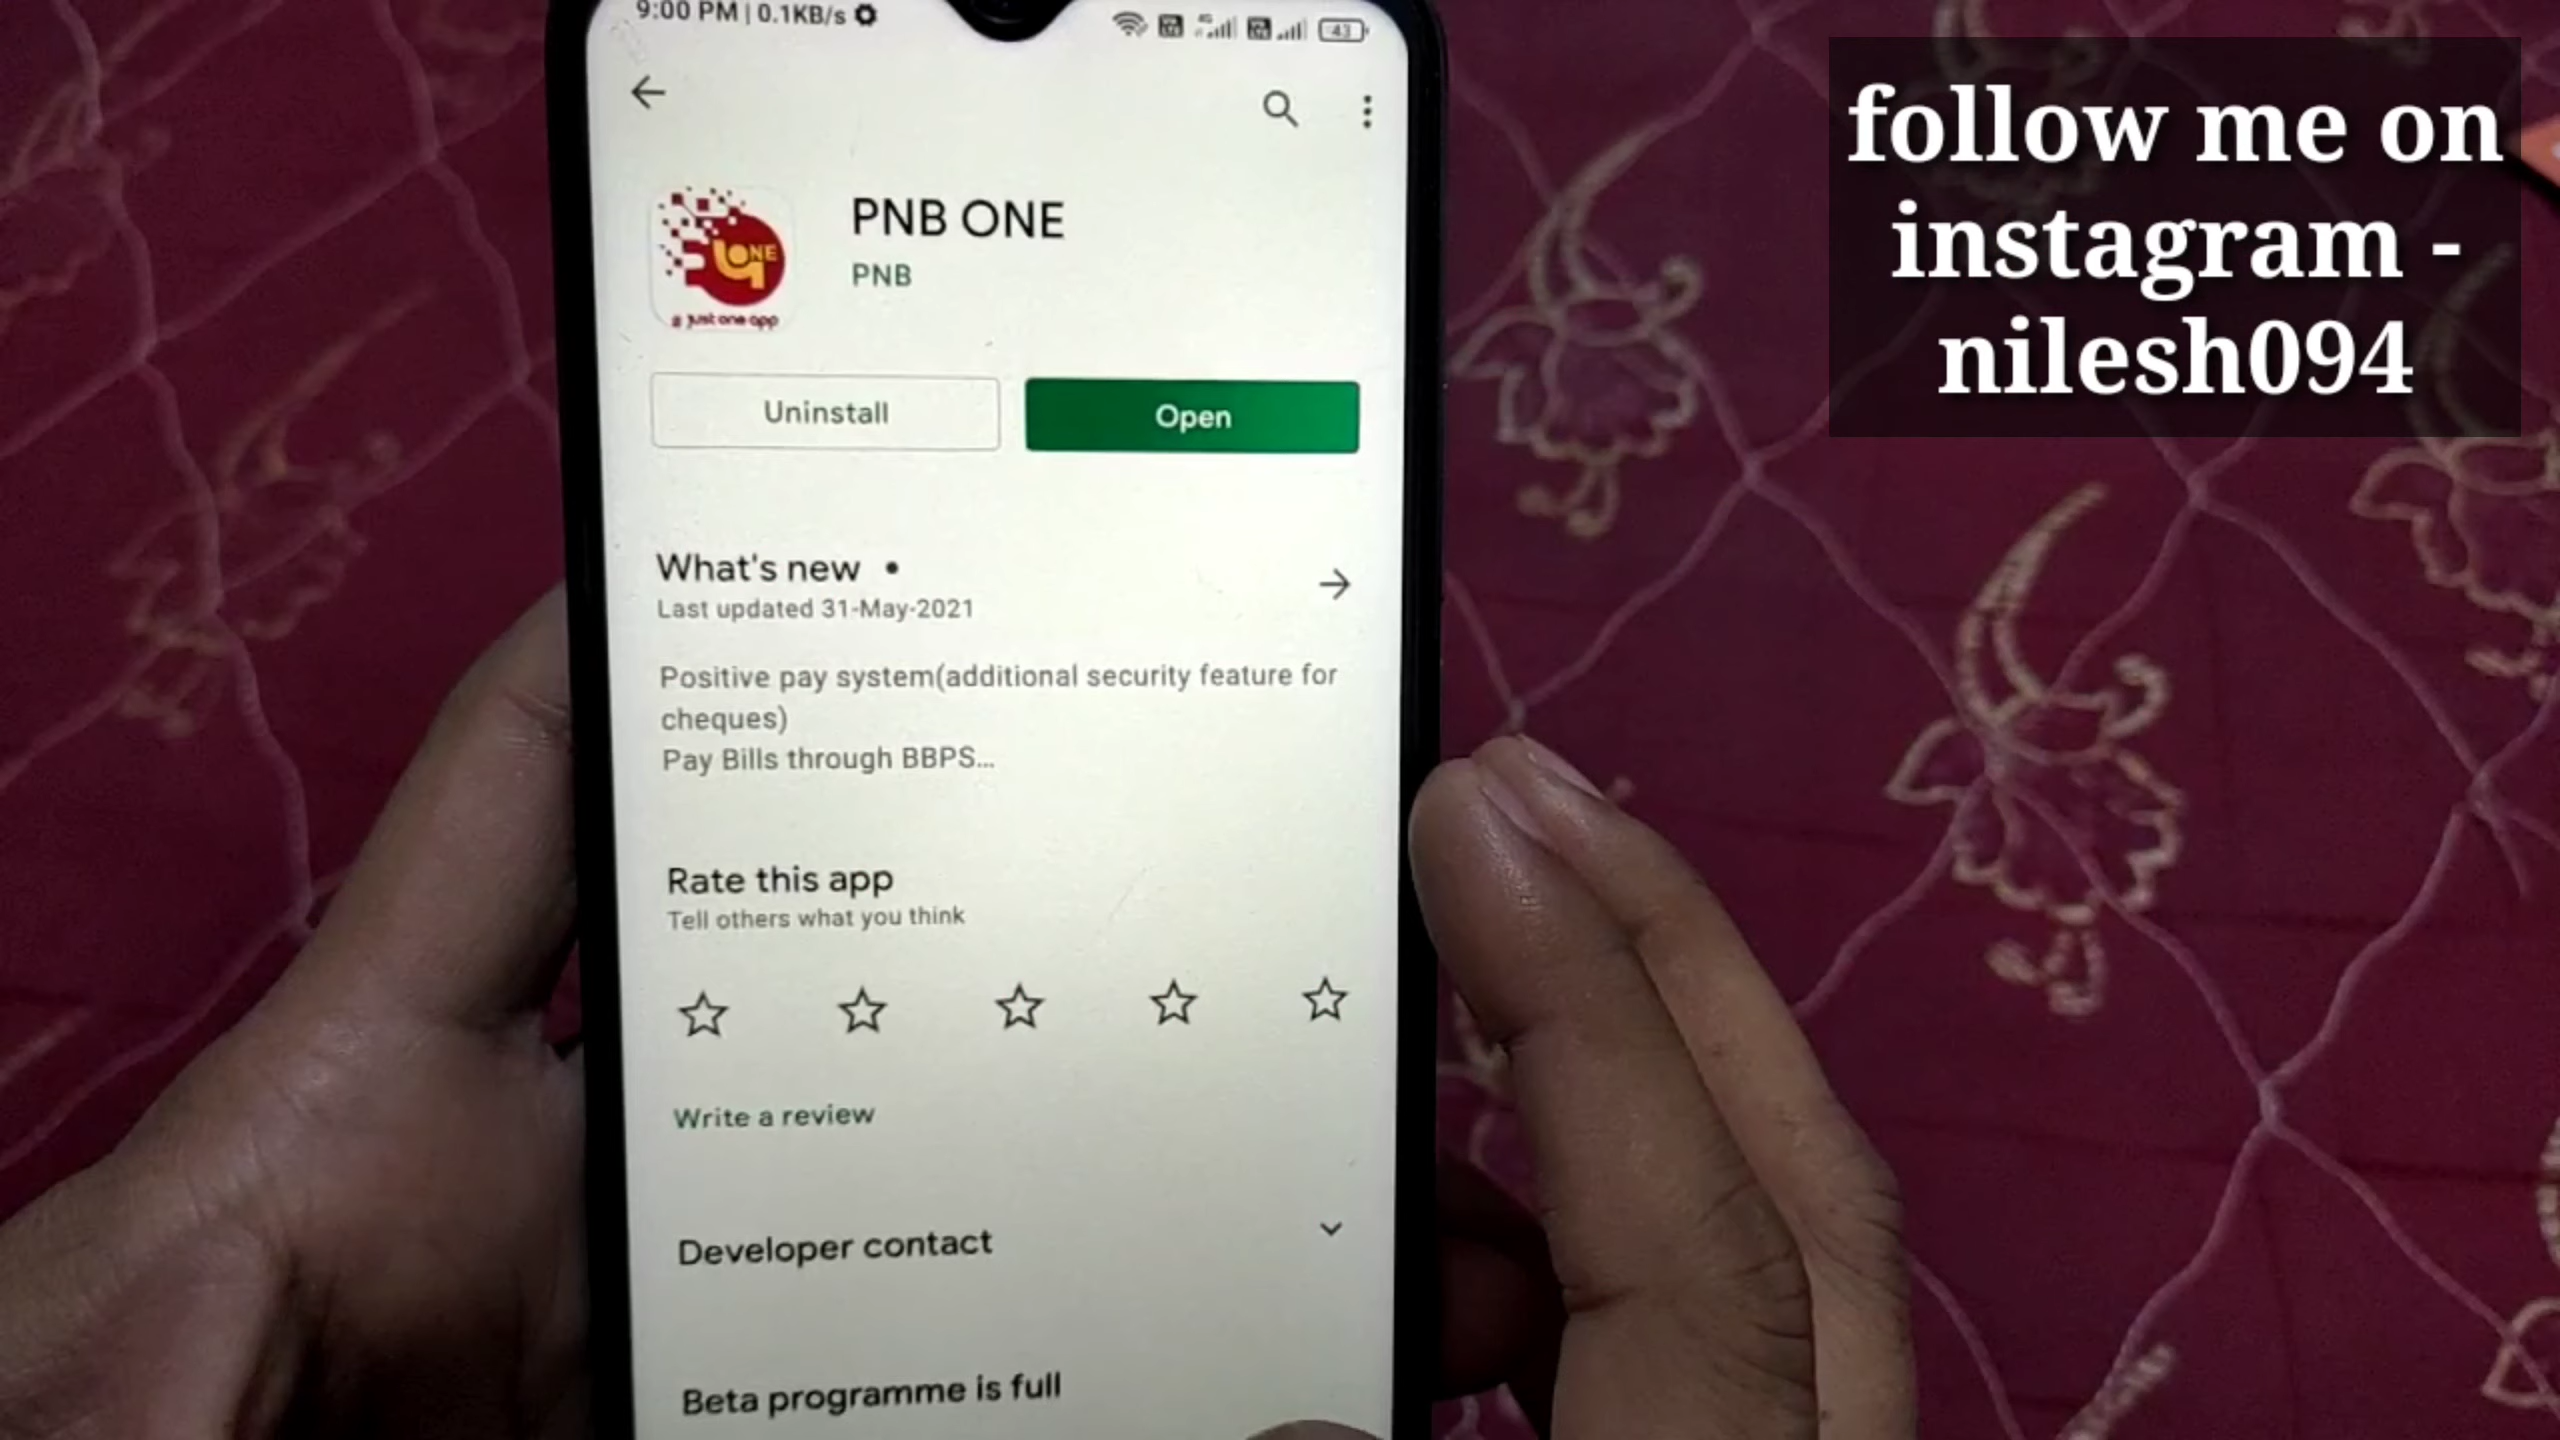 9:00 PM | 0.1KB/s
43
follow me on
instagram -
nilesh094
PNB ONE
PNB
ONE
# just one app
Uninstall
Open
What's new •
Last updated 31-May-2021
Positive pay system(additional security feature for
cheques)
Pay Bills through BBPS...
Rate this app
Tell others what you think
Write a review
Developer contact
Beta programme is full